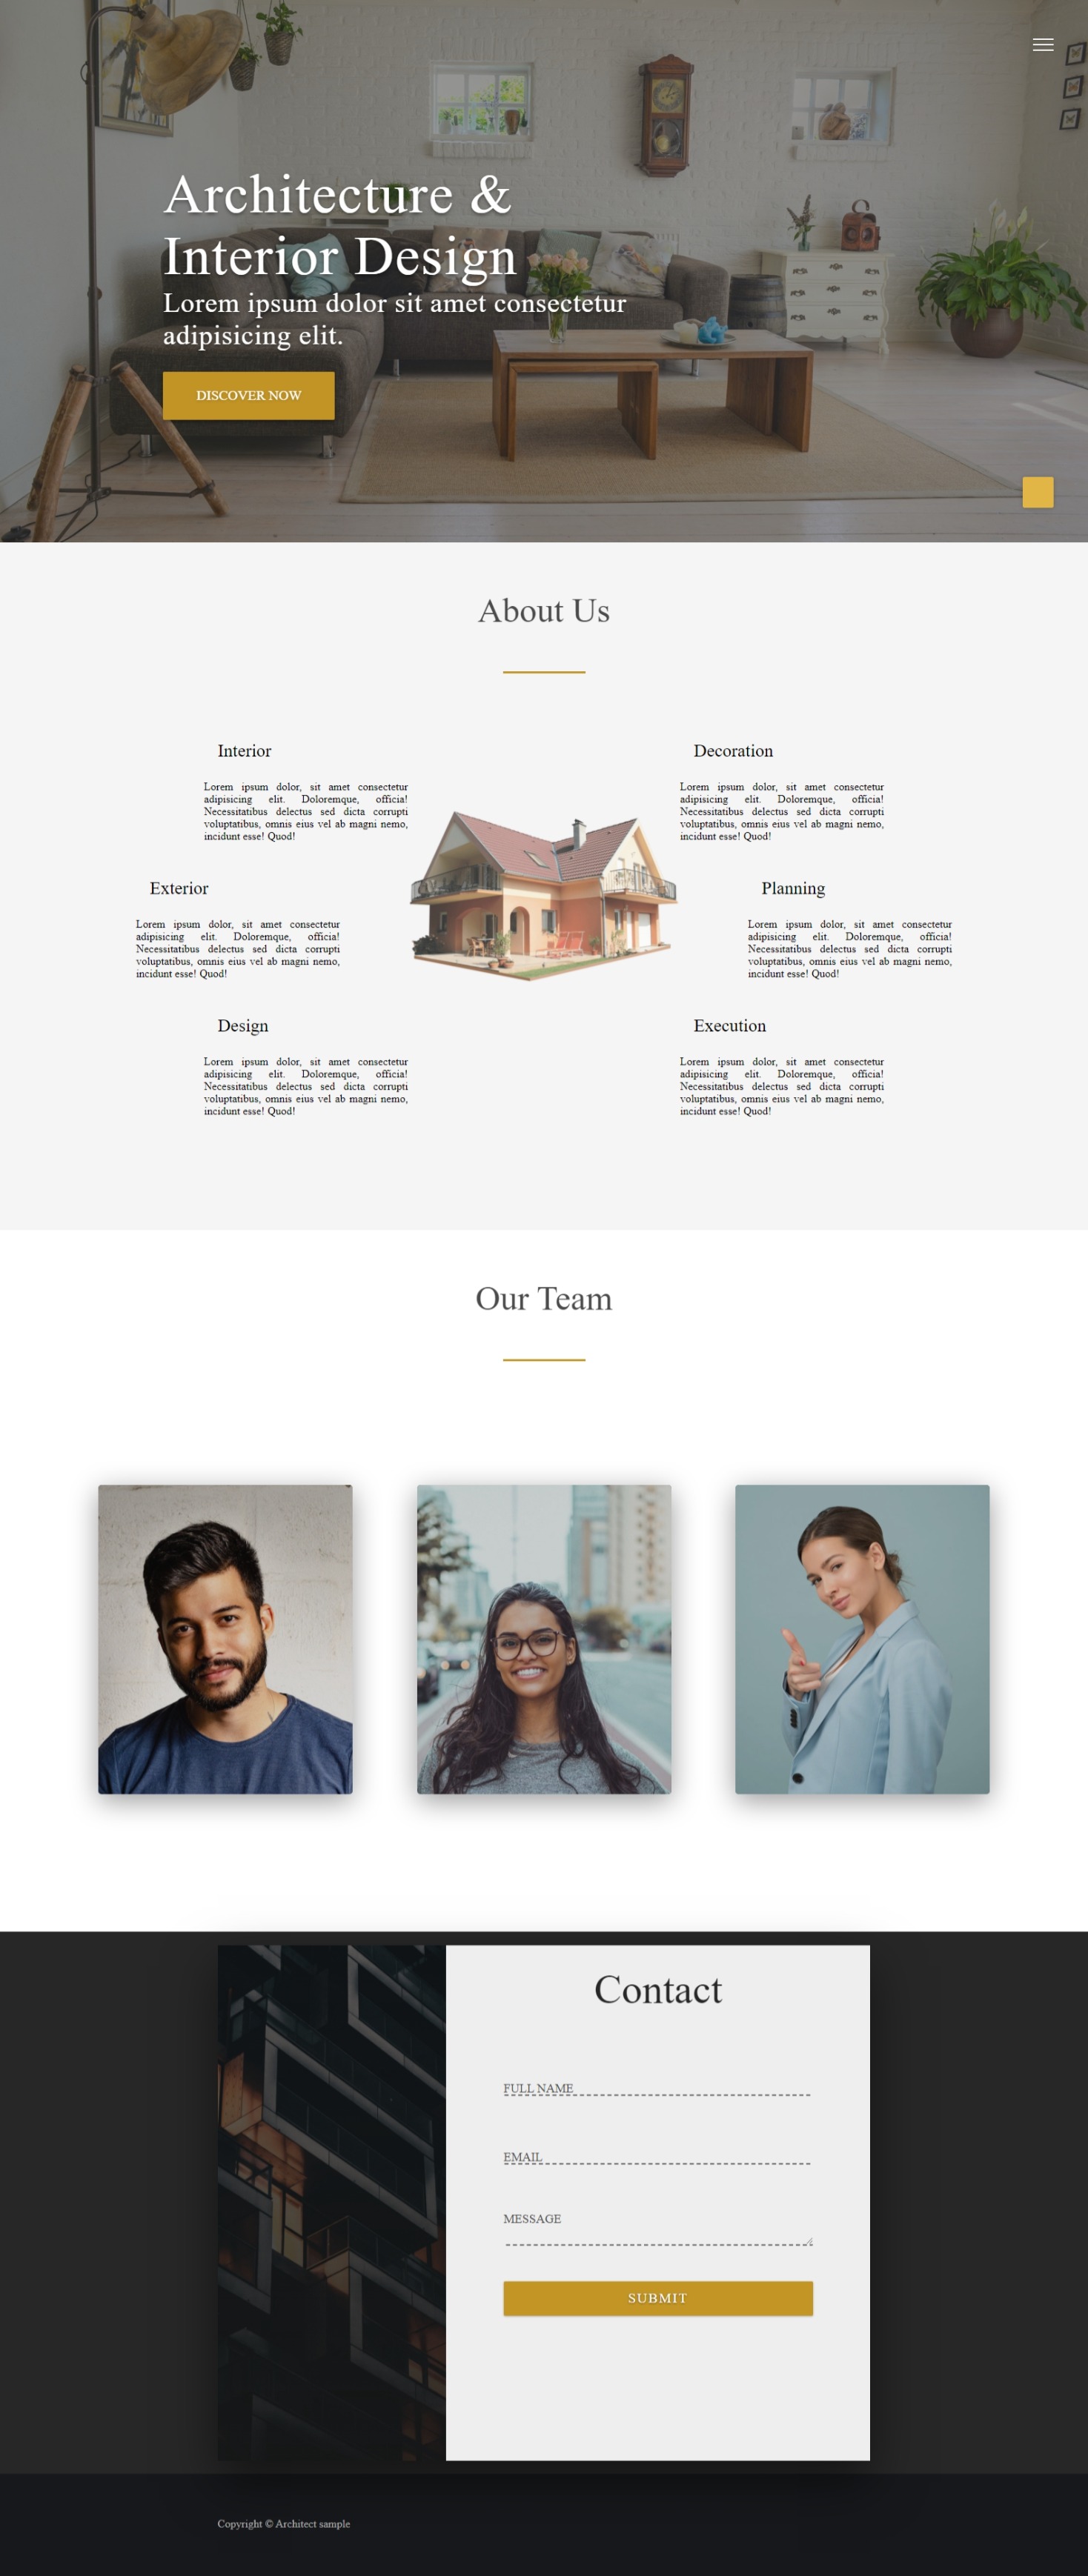 Architecture &
Interior Design
Lorem ipsum dolor sit amet consectetur
adipisicing elit.
DISCOVER NOW
About Us
Interior
Lorem ipsum dolor, sit amet consectetur
adipisicing elit. Doloremque, officia!
Necessitatibus delectus sed dicta corrupti
voluptatibus, omnis eius vel ab magni nemo,
incidunt esse! Quod!
Decoration
Lorem ipsum dolor, sit amet consectetur
adipisicing elit. Doloremque, officia!
Necessitatibus delectus sed dicta corrupti
voluptatibus, omnis eius vel ab magni nemo,
incidunt esse! Quod!
Exterior
Lorem ipsum dolor, sit amet consectetur
adipisicing elit. Doloremque, officia!
Necessitatibus delectus sed dicta corrupti
voluptatibus, omnis eius vel ab magni nemo,
incidunt esse! Quod!
Planning
Lorem ipsum dolor, sit amet consectetur
adipisicing elit. Doloremque, officia!
Necessitatibus delectus sed dicta corrupti
voluptatibus, omnis eius vel ab magni nemo,
incidunt esse! Quod!
Design
Lorem ipsum dolor, sit amet consectetur
adipisicing elit. Doloremque, officia!
Necessitatibus delectus sed dicta corrupti
voluptatibus, omnis eius vel ab magni nemo,
incidunt esse! Quod!
Execution
Lorem ipsum dolor, sit amet consectetur
adipisicing elit. Doloremque, officia!
Necessitatibus delectus sed dicta corrupti
voluptatibus, omnis eius vel ab magni nemo,
incidunt esse! Quod!
Our Team
Contact
FULL NAME
EMAIL
MESSAGE
SUBMIT
Copyright © Architect sample